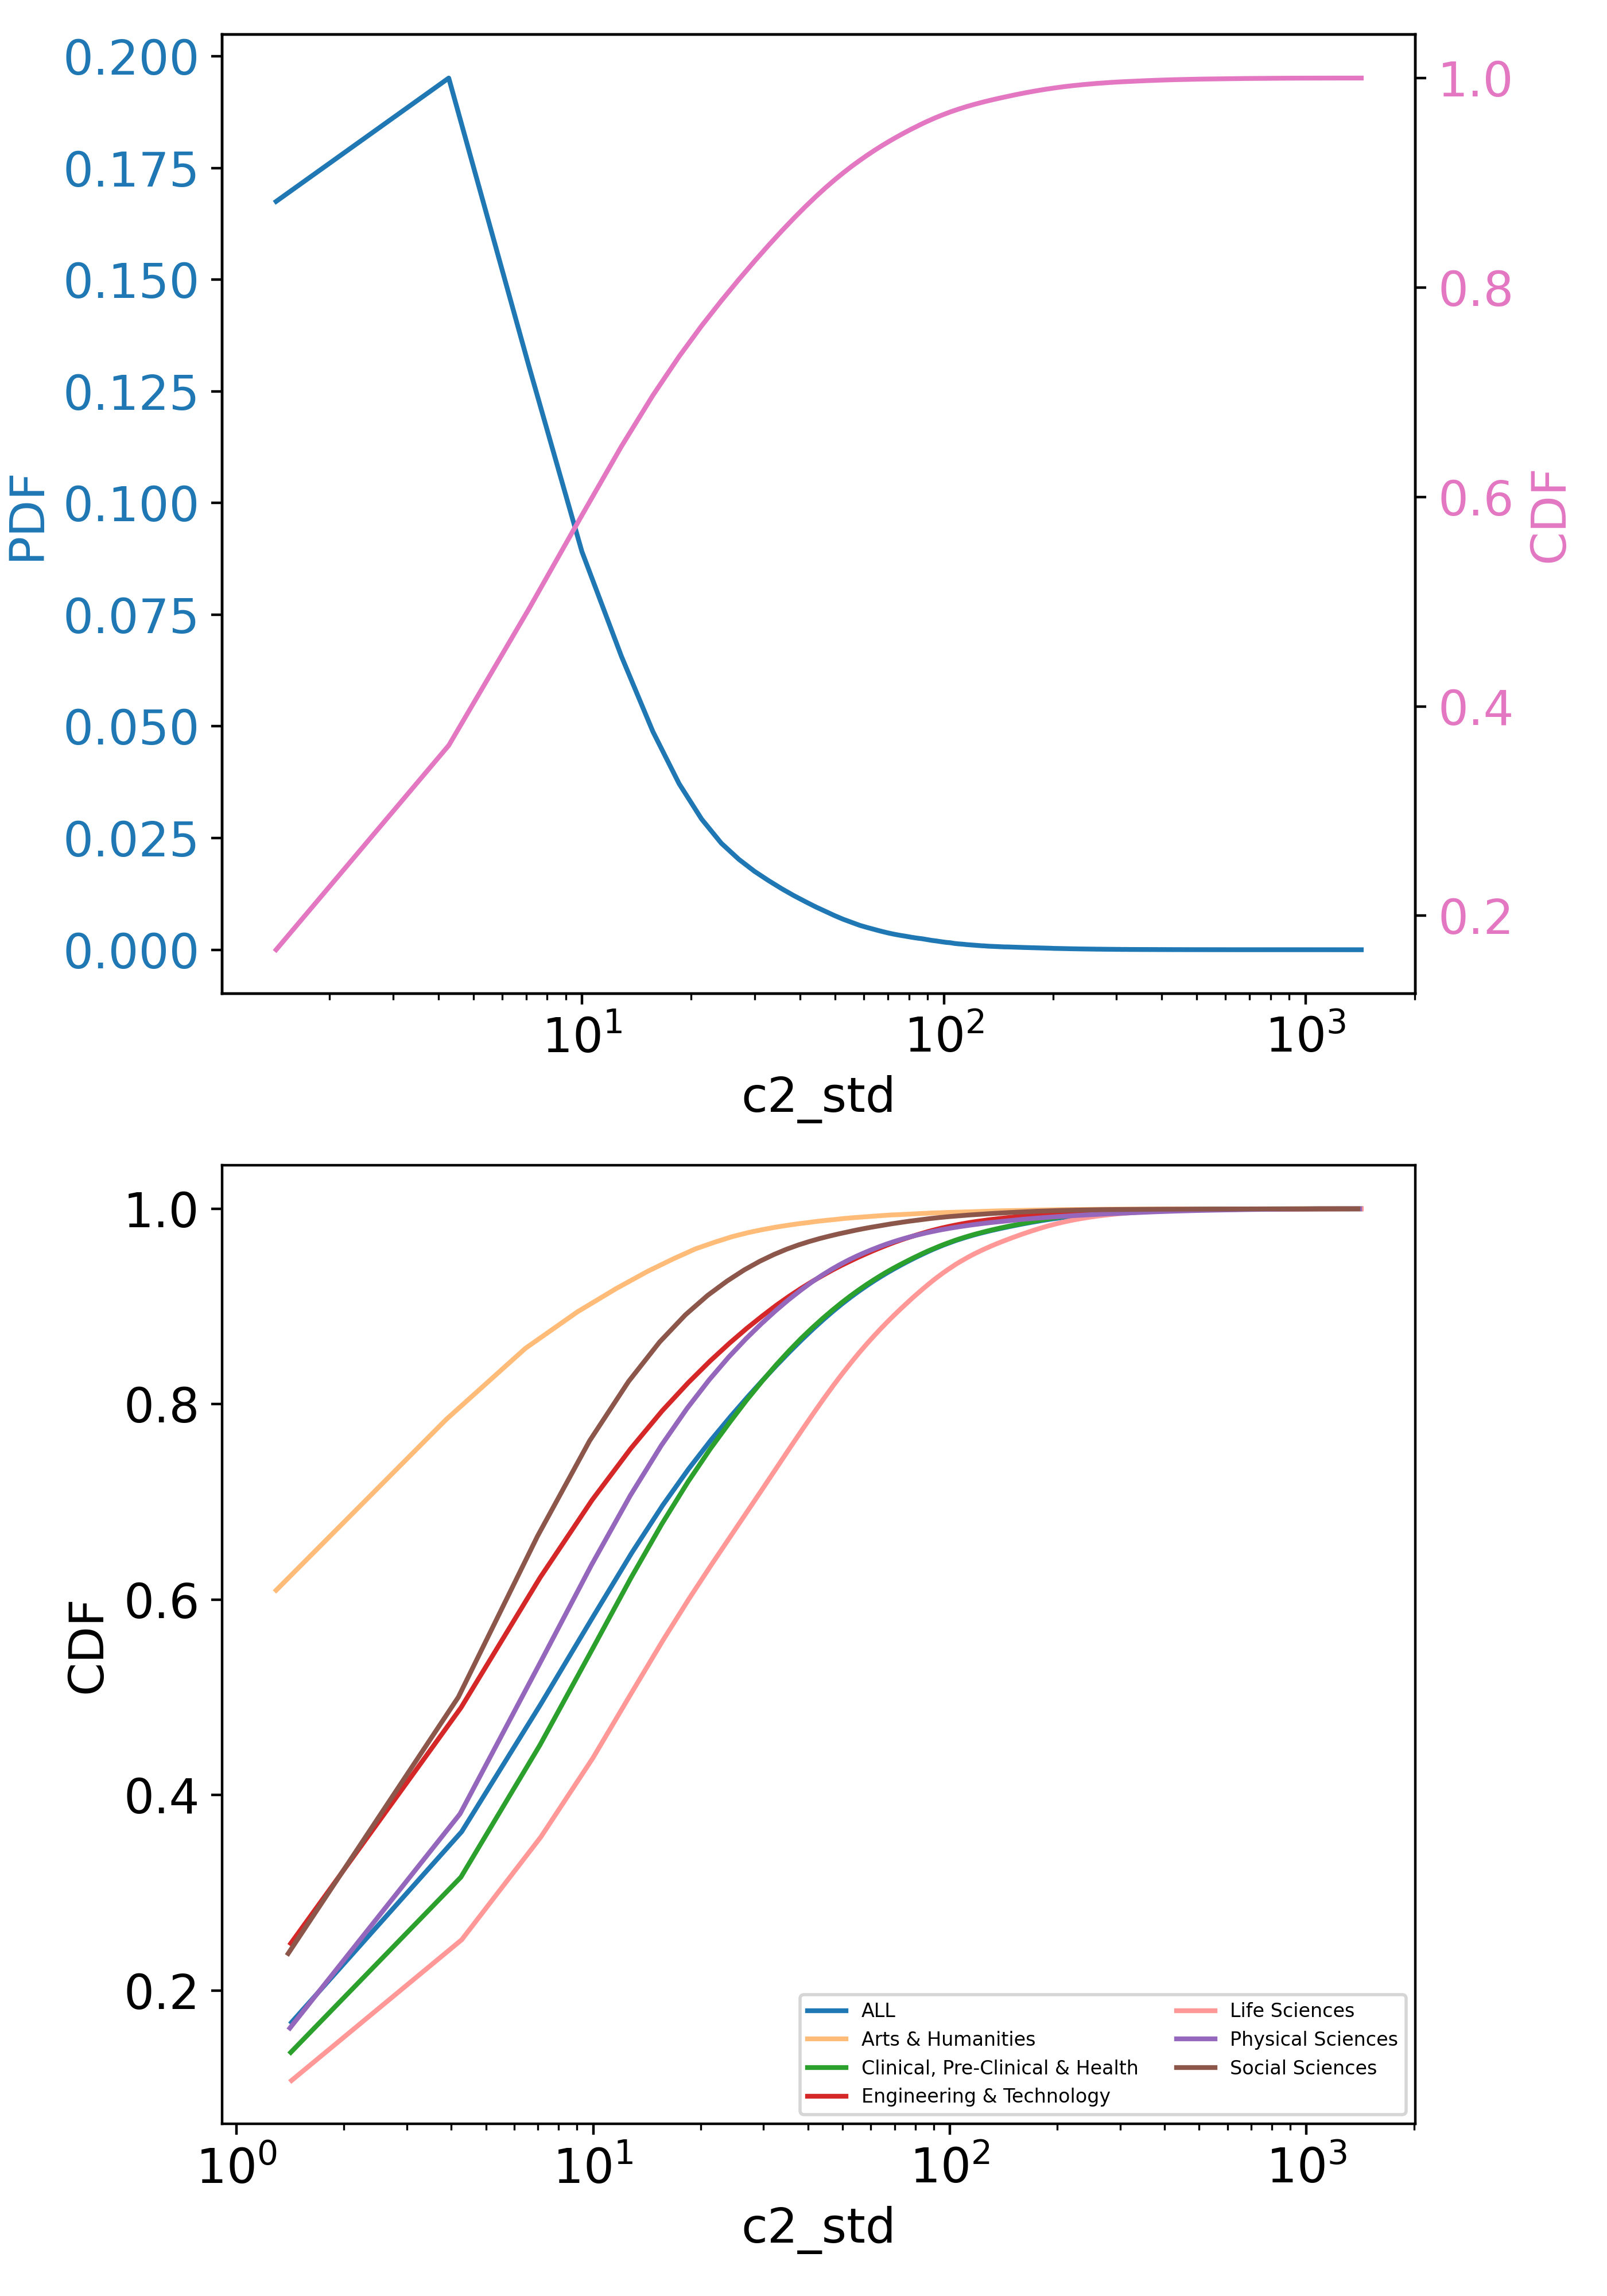 0.200
0.175
0.150
0.125
0.100
0.075
0.050
0.025
0.000
PDF
1.0
0.8
0.6
0.4
0.2
CDF
10¹ 10² 10³
c2_std
1.0
0.8
0.6
0.4
0.2
CDF
ALL
Arts & Humanities
Clinical, Pre-Clinical & Health
Engineering & Technology
Life Sciences
Physical Sciences
Social Sciences
10⁰ 10¹ 10² 10³
c2_std